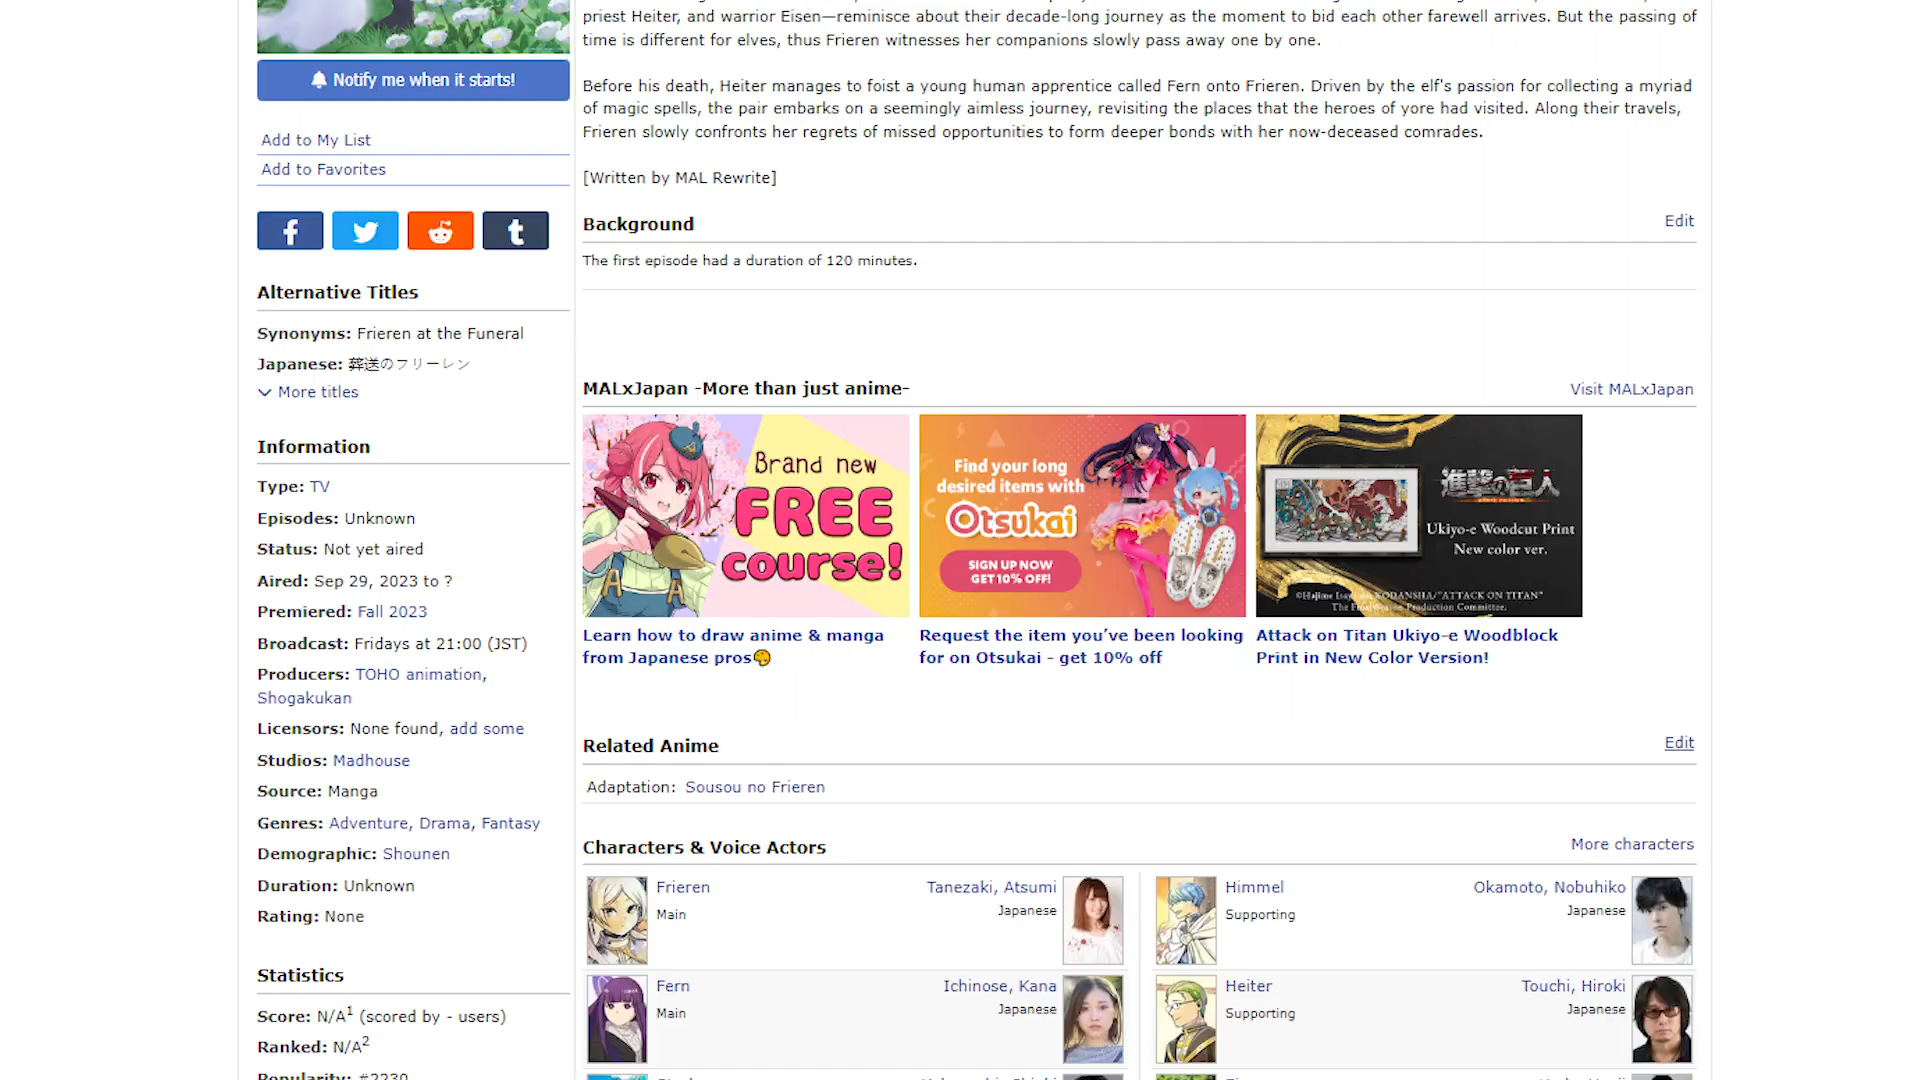 priest Heiter, and warrior Eisen—reminisce about their decade-long journey as the moment to bid each other farewell arrives. But the passing of
time is different for elves, thus Frieren witnesses her companions slowly pass away one by one.
Before his death, Heiter manages to foist a young human apprentice called Fern onto Frieren. Driven by the elf's passion for collecting a myriad
of magic spells, the pair embarks on a seemingly aimless journey, revisiting the places that the heroes of yore had visited. Along their travels,
Frieren slowly confronts her regrets of missed opportunities to form deeper bonds with her now-deceased comrades.
[Written by MAL Rewrite]
Notify me when it starts!
Add to My List
Add to Favorites
Alternative Titles
Synonyms: Frieren at the Funeral
Japanese: 葬送のフリーレン
More titles
Information
Type: TV
Episodes: Unknown
Status: Not yet aired
Aired: Sep 29, 2023 to ?
Premiered: Fall 2023
Broadcast: Fridays at 21:00 (JST)
Producers: TOHO animation,
Shogakukan
Licensors: None found, add some
Studios: Madhouse
Source: Manga
Genres: Adventure, Drama, Fantasy
Demographic: Shounen
Duration: Unknown
Rating: None
Statistics
Score: N/A1 (scored by - users)
Ranked: N/A2
Popularity: #2230
Background
Edit
The first episode had a duration of 120 minutes.
MALxJapan -More than just anime-
Visit MALxJapan
Brand new
FREE
course!
Learn how to draw anime & manga
from Japanese pros
Find your long
desired items with
Otsukai
SIGN UP NOW
GET 10% OFF!
Request the item you’ve been looking
for on Otsukai - get 10% off
進撃の巨人
Ukiyo-e Woodcut Print
New color ver.
©Hajime Isayama, KODANSHA/"ATTACK ON TITAN"
The Final Season Production Committee.
Attack on Titan Ukiyo-e Woodblock
Print in New Color Version!
Related Anime
Edit
Adaptation: Sousou no Frieren
Characters & Voice Actors
More characters
Frieren
Main
Tanezaki, Atsumi
Japanese
Himmel
Supporting
Okamoto, Nobuhiko
Japanese
Fern
Main
Ichinose, Kana
Japanese
Heiter
Supporting
Touchi, Hiroki
Japanese